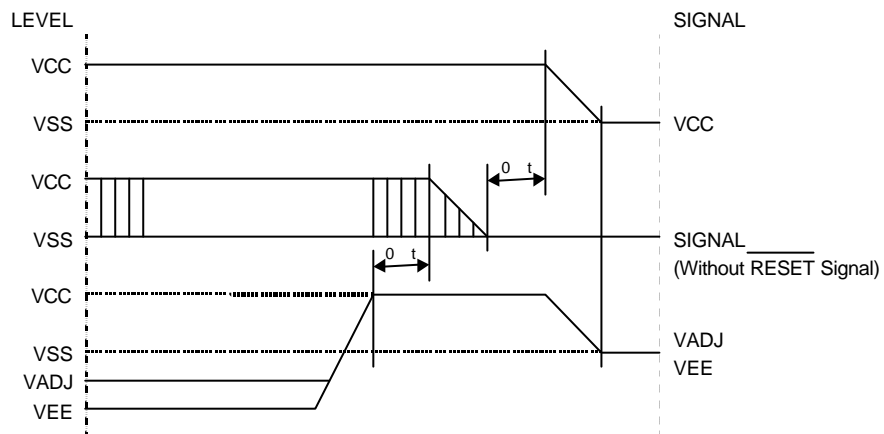 LEVEL
SIGNAL
VCC
VSS
VCC
0 t
VCC
VSS
SIGNAL
(Without RESET Signal)
0 t
VCC
VSS
VADJ
VEE
VADJ
VEE